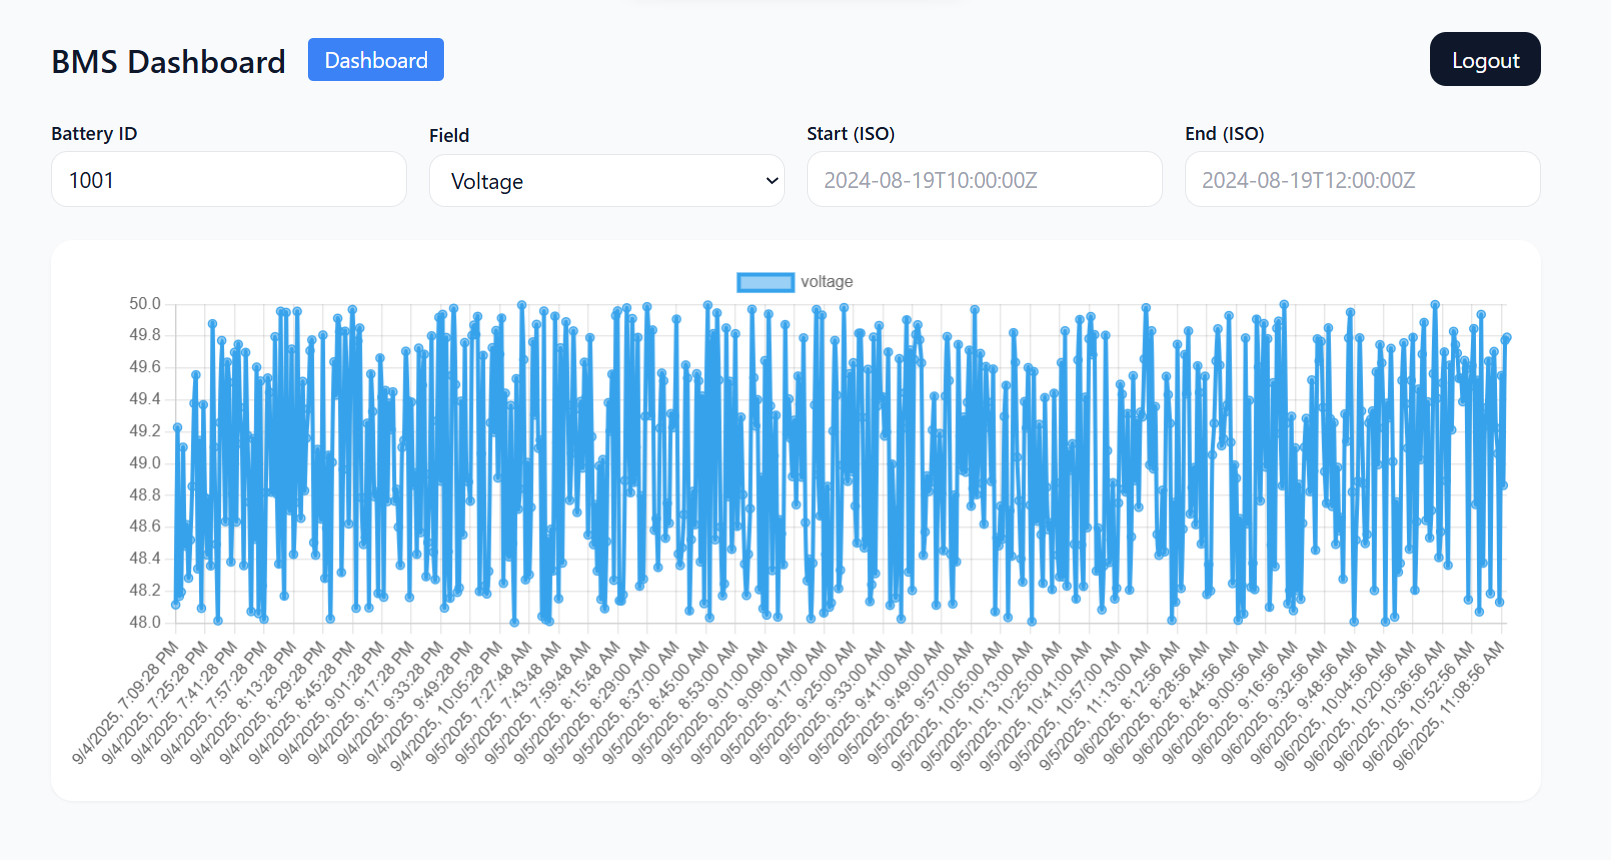 BMS Dashboard
Dashboard
Logout
Battery ID
Field
Start (ISO)
End (ISO)
1001
Voltage
2024-08-19T10:00:00Z
2024-08-19T12:00:00Z
voltage
50.0
49.8
49.6
49.4
49.2
49.0
48.8
48.6
48.4
48.2
48.0
9/4/2025, 7:09:28 PM
9/4/2025, 7:25:28 PM
9/4/2025, 7:41:28 PM
9/4/2025, 7:57:28 PM
9/4/2025, 8:13:28 PM
9/4/2025, 8:29:28 PM
9/4/2025, 8:45:28 PM
9/4/2025, 9:01:28 PM
9/4/2025, 9:17:28 PM
9/4/2025, 9:33:28 PM
9/4/2025, 9:49:28 PM
9/4/2025, 10:05:28 PM
9/5/2025, 7:27:48 AM
9/5/2025, 7:43:48 AM
9/5/2025, 7:59:48 AM
9/5/2025, 8:15:48 AM
9/5/2025, 8:29:00 AM
9/5/2025, 8:37:00 AM
9/5/2025, 8:45:00 AM
9/5/2025, 8:53:00 AM
9/5/2025, 9:01:00 AM
9/5/2025, 9:09:00 AM
9/5/2025, 9:17:00 AM
9/5/2025, 9:25:00 AM
9/5/2025, 9:33:00 AM
9/5/2025, 9:41:00 AM
9/5/2025, 9:49:00 AM
9/5/2025, 9:57:00 AM
9/5/2025, 10:05:00 AM
9/5/2025, 10:13:00 AM
9/5/2025, 10:25:00 AM
9/5/2025, 10:41:00 AM
9/5/2025, 10:57:00 AM
9/5/2025, 11:13:00 AM
9/6/2025, 8:12:56 AM
9/6/2025, 8:28:56 AM
9/6/2025, 8:44:56 AM
9/6/2025, 9:00:56 AM
9/6/2025, 9:16:56 AM
9/6/2025, 9:32:56 AM
9/6/2025, 9:48:56 AM
9/6/2025, 10:04:56 AM
9/6/2025, 10:20:56 AM
9/6/2025, 10:36:56 AM
9/6/2025, 10:52:56 AM
9/6/2025, 11:08:56 AM